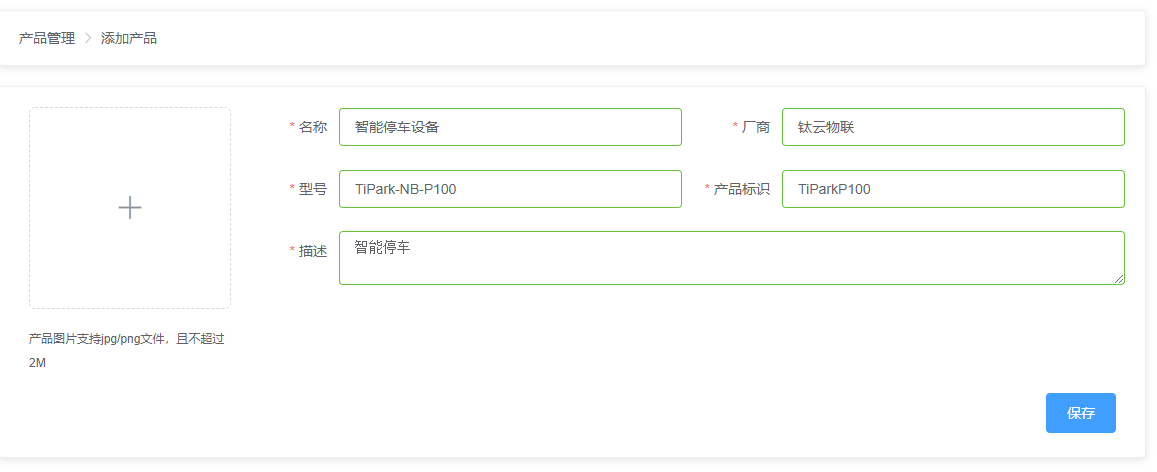 产品管理 > 添加产品
* 名称 智能停车设备 * 厂商 钛云物联
* 型号 TiPark-NB-P100 * 产品标识 TiParkP100
* 描述 智能停车
产品图片支持jpg/png文件，且不超过
2M
保存